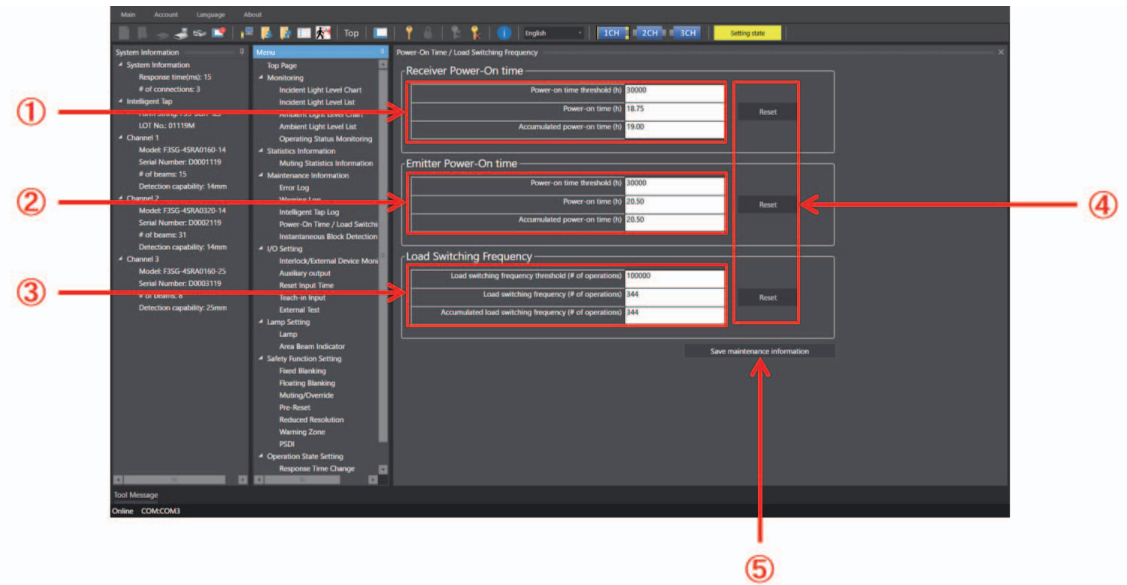 Main Account Language About
Top English 1CH 2CH 3CH Setting state
System Information
System Information
Response time(ms): 15
# of connections: 3
Intelligent Tap
LOT No.: 01119M
Channel 1
Model: F3SG-4SRA0160-14
Serial Number: D0001119
# of beams: 15
Detection capability: 14mm
Channel 2
Model: F3SG-4SRA0320-14
Serial Number: D0002119
# of beams: 31
Detection capability: 14mm
Channel 3
Model: F3SG-4SRA0160-25
Serial Number: D0003119
# of beams: 8
Detection capability: 25mm
Menu
Top Page
Monitoring
Incident Light Level Chart
Incident Light Level List
Ambient Light Level Chart
Ambient Light Level List
Operating Status Monitoring
Statistics Information
Muting Statistics Information
Maintenance Information
Error Log
Warning Log
Intelligent Tap Log
Power-On Time / Load Switchi
Instantaneous Block Detection
I/O Setting
Interlock/External Device Moni
Auxiliary output
Reset Input Time
Teach-in Input
External Test
Lamp Setting
Lamp
Area Beam Indicator
Safety Function Setting
Fixed Blanking
Floating Blanking
Muting/Override
Pre-Reset
Reduced Resolution
Warning Zone
PSDI
Operation State Setting
Response Time Change
Power-On Time / Load Switching Frequency
Receiver Power-On time
Power-on time threshold (h) 30000
Power-on time (h) 18.75
Accumulated power-on time (h) 19.00
Reset
Emitter Power-On time
Power-on time threshold (h) 30000
Power-on time (h) 20.50
Accumulated power-on time (h) 20.50
Reset
Load Switching Frequency
Load switching frequency threshold (# of operations) 100000
Load switching frequency (# of operations) 344
Accumulated load switching frequency (# of operations) 344
Reset
Save maintenance information
Tool Message
Online COM:COM3
①
②
③
④
⑤